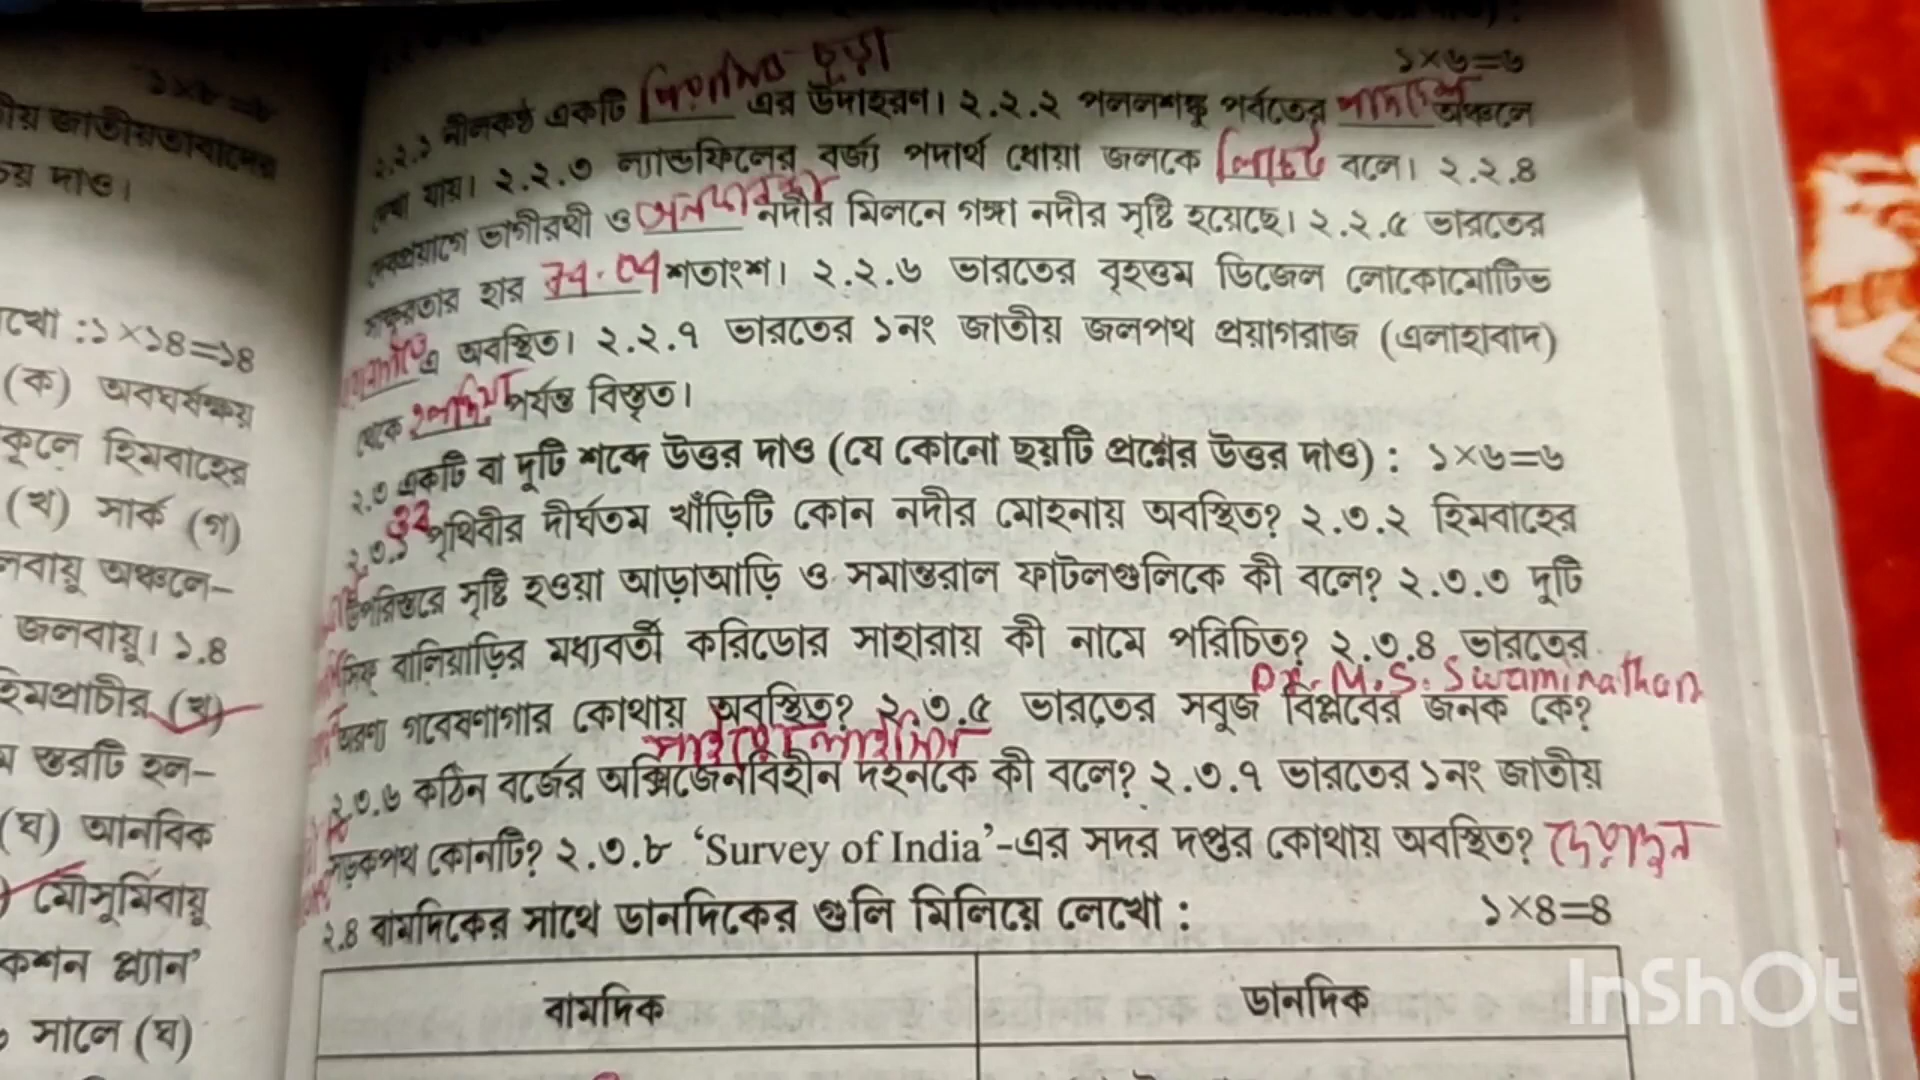 ১×৮=৮
জাতীয়তাবাদের
দাও।
:১×১৪=১৪
(ক) অবঘর্ষক্ষয়
কূলে হিমবাহের
(খ) সার্ক (গ)
অঞ্চলে–
জলবায়ু। ১.৪
হিমপ্রাচীর (খ)
স্তরটি হল–
(ঘ) আনবিক
মৌসুমিবায়ু
প্ল্যান’
সালে (ঘ)
১×৬=৬
২.২.১ নীলকণ্ঠ একটি পিরামিড চূড়া এর উদাহরণ। ২.২.২ পললশঙ্কু পর্বতের পাদদেশ অঞ্চলে
দেখা যায়। ২.২.৩ ল্যান্ডফিলের বর্জ্য পদার্থ ধোয়া জলকে লিচেট বলে। ২.২.৪
দেবপ্রয়াগে ভাগীরথী ও অলকানন্দা নদীর মিলনে গঙ্গা নদীর সৃষ্টি হয়েছে। ২.২.৫ ভারতের
সাক্ষরতার হার শতাংশ। ২.২.৬ ভারতের বৃহত্তম ডিজেল লোকোমোটিভ
এ অবস্থিত। ২.২.৭ ভারতের ১নং জাতীয় জলপথ প্রয়াগরাজ (এলাহাবাদ)
থেকে হলদিয়া পর্যন্ত বিস্তৃত।
২.৩ একটি বা দুটি শব্দে উত্তর দাও (যে কোনো ছয়টি প্রশ্নের উত্তর দাও) : ১×৬=৬
২.৩.১ ওব পৃথিবীর দীর্ঘতম খাঁড়িটি কোন নদীর মোহনায় অবস্থিত? ২.৩.২ হিমবাহের
উপরিস্তরে সৃষ্টি হওয়া আড়াআড়ি ও সমান্তরাল ফাটলগুলিকে কী বলে? ২.৩.৩ দুটি
বালিয়াড়ির মধ্যবর্তী করিডোর সাহারায় কী নামে পরিচিত? ২.৩.৪ ভারতের
Dr. M.S. Swaminathan
অরণ্য গবেষণাগার কোথায় অবস্থিত? ২.৩.৫ ভারতের সবুজ বিপ্লবের জনক কে?
পাইরোলাইসিস
২.৩.৬ কঠিন বর্জের অক্সিজেনবিহীন দহনকে কী বলে? ২.৩.৭ ভারতের ১নং জাতীয়
সড়কপথ কোনটি? ২.৩.৮ ‘Survey of India’-এর সদর দপ্তর কোথায় অবস্থিত? দেরাদুন
২.৪ বামদিকের সাথে ডানদিকের গুলি মিলিয়ে লেখো : ১×৪=৪
বামদিক ডানদিক
InShOt